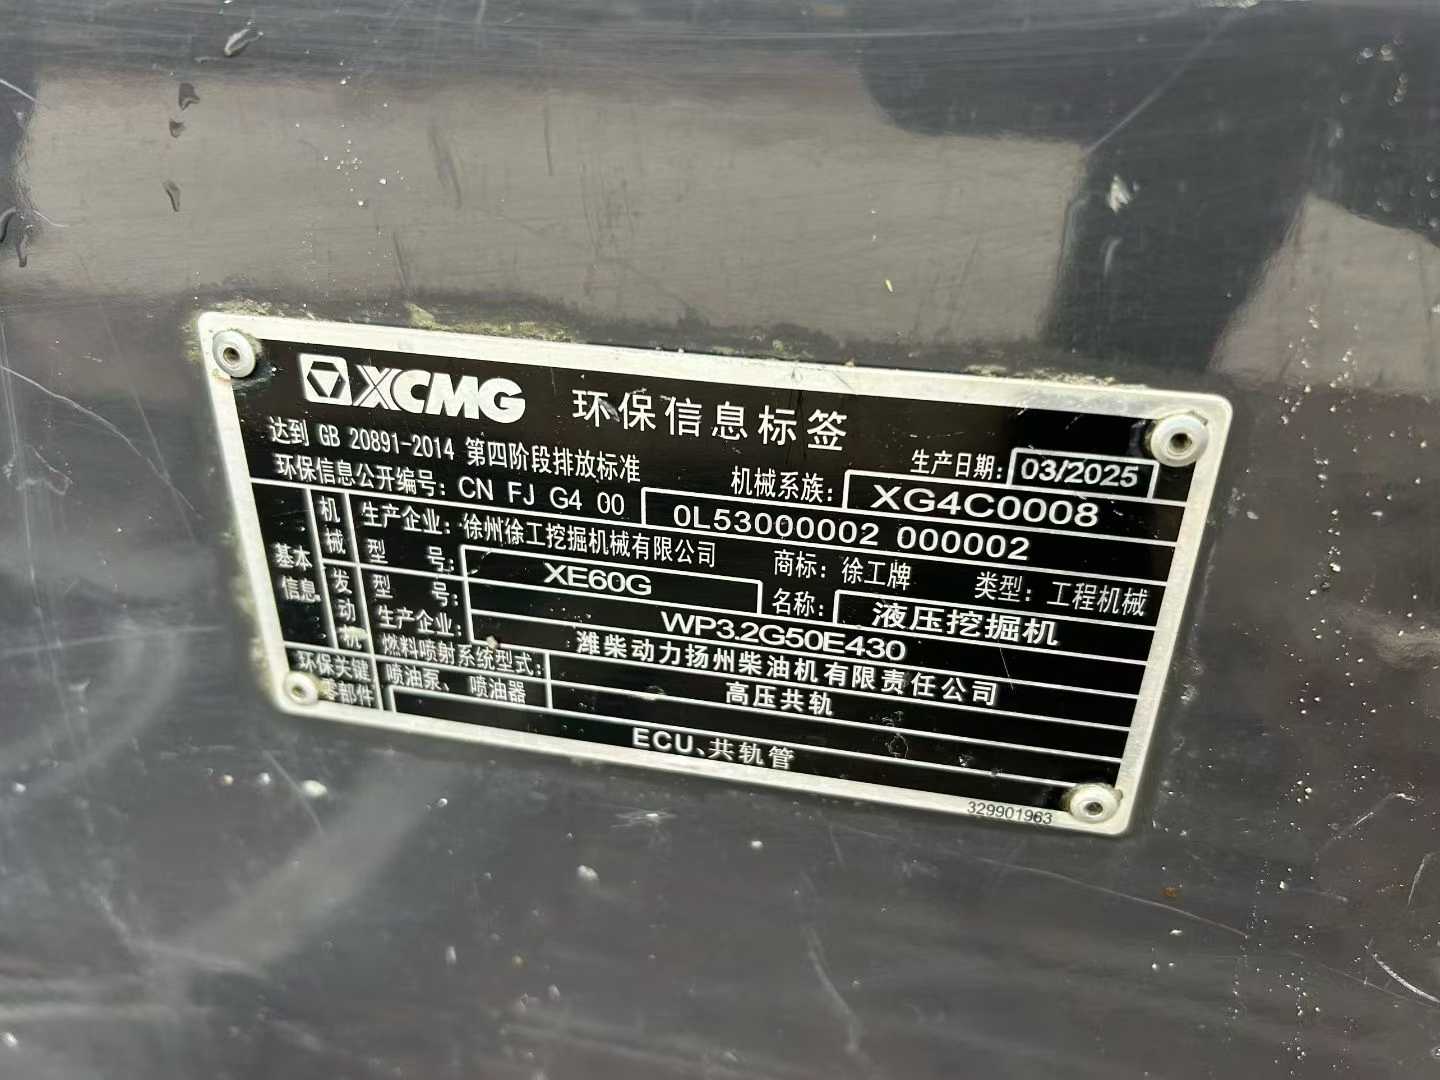 XCMG 环保信息标签
达到 GB 20891-2014 第四阶段排放标准 生产日期: 03/2025
环保信息公开编号: CN FJ G4 00 0L53000002 000002 机械系族: XG4C0008
基本信息 机械 生产企业: 徐州徐工挖掘机械有限公司 商标: 徐工牌 类型: 工程机械
型 号: XE60G 名称: 液压挖掘机
发动机 型 号: WP3.2G50E430
生产企业: 潍柴动力扬州柴油机有限责任公司
环保关键零部件 燃料喷射系统型式: 高压共轨
喷油泵、喷油器 ECU、共轨管
329901963